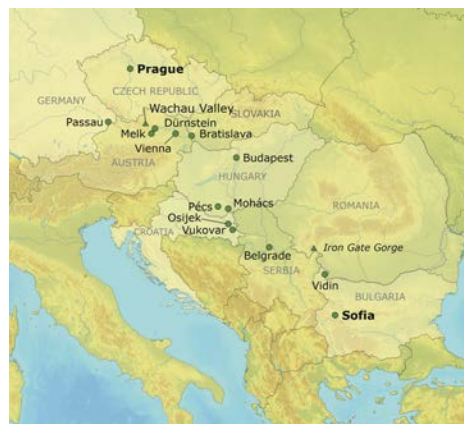 Prague
CZECH REPUBLIC
GERMANY
Wachau Valley
SLOVAKIA
Passau
Dürnstein
Melk
Bratislava
Vienna
AUSTRIA
Budapest
HUNGARY
Pécs
Mohács
ROMANIA
Osijek
CROATIA
Vukovar
Belgrade
Iron Gate Gorge
SERBIA
Vidin
BULGARIA
Sofia